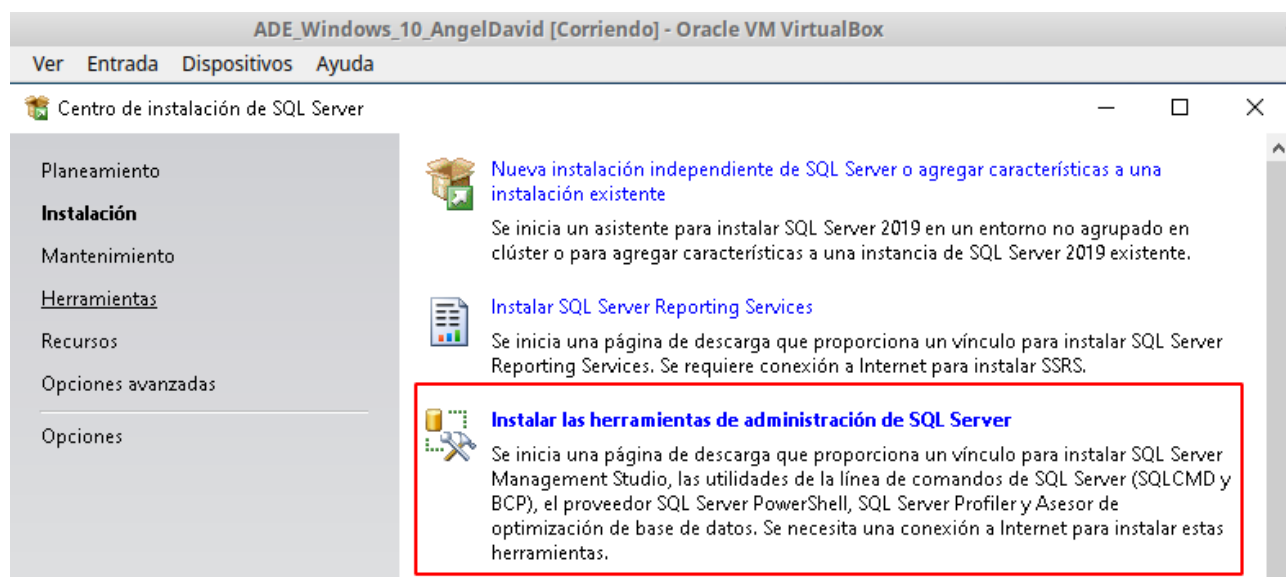 ADE_Windows_10_AngelDavid [Corriendo] - Oracle VM VirtualBox
Ver Entrada Dispositivos Ayuda
Centro de instalación de SQL Server
Planeamiento
Instalación
Mantenimiento
Herramientas
Recursos
Opciones avanzadas
Opciones
Nueva instalación independiente de SQL Server o agregar características a una
instalación existente
Se inicia un asistente para instalar SQL Server 2019 en un entorno no agrupado en
clúster o para agregar características a una instancia de SQL Server 2019 existente.
Instalar SQL Server Reporting Services
Se inicia una página de descarga que proporciona un vínculo para instalar SQL Server
Reporting Services. Se requiere conexión a Internet para instalar SSRS.
Instalar las herramientas de administración de SQL Server
Se inicia una página de descarga que proporciona un vínculo para instalar SQL Server
Management Studio, las utilidades de la línea de comandos de SQL Server (SQLCMD y
BCP), el proveedor SQL Server PowerShell, SQL Server Profiler y Asesor de
optimización de base de datos. Se necesita una conexión a Internet para instalar estas
herramientas.